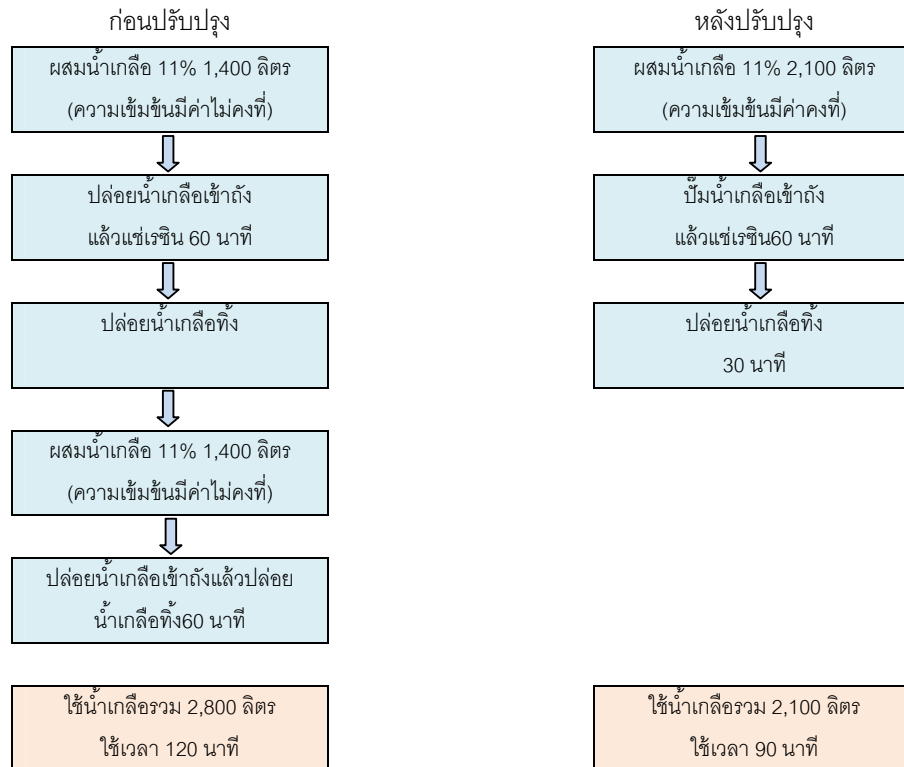 ก่อนปรับปรุง
ผสมน้ำเกลือ 11% 1,400 ลิตร
(ความเข้มข้นมีค่าไม่คงที่)
ปล่อยน้ำเกลือเข้าถัง
แล้วแช่เรซิน 60 นาที
ปล่อยน้ำเกลือทิ้ง
ผสมน้ำเกลือ 11% 1,400 ลิตร
(ความเข้มข้นมีค่าไม่คงที่)
ปล่อยน้ำเกลือเข้าถังแล้วปล่อย
น้ำเกลือทิ้ง60 นาที
ใช้น้ำเกลือรวม 2,800 ลิตร
ใช้เวลา 120 นาที
หลังปรับปรุง
ผสมน้ำเกลือ 11% 2,100 ลิตร
(ความเข้มข้นมีค่าคงที่)
ปั๊มน้ำเกลือเข้าถัง
แล้วแช่เรซิน60 นาที
ปล่อยน้ำเกลือทิ้ง
30 นาที
ใช้น้ำเกลือรวม 2,100 ลิตร
ใช้เวลา 90 นาที